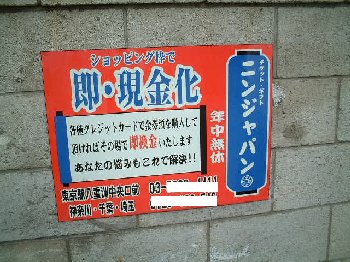 ショッピング枠で
即・現金化
各種クレジットカードで金券類を購入して
頂ければその場で即換金いたします
あなたの悩みもこれで解決!!
年中無休
チケット・ギフト
ニンジャパン
東京駅八重洲中央口前 03-
神奈川・千葉・埼玉